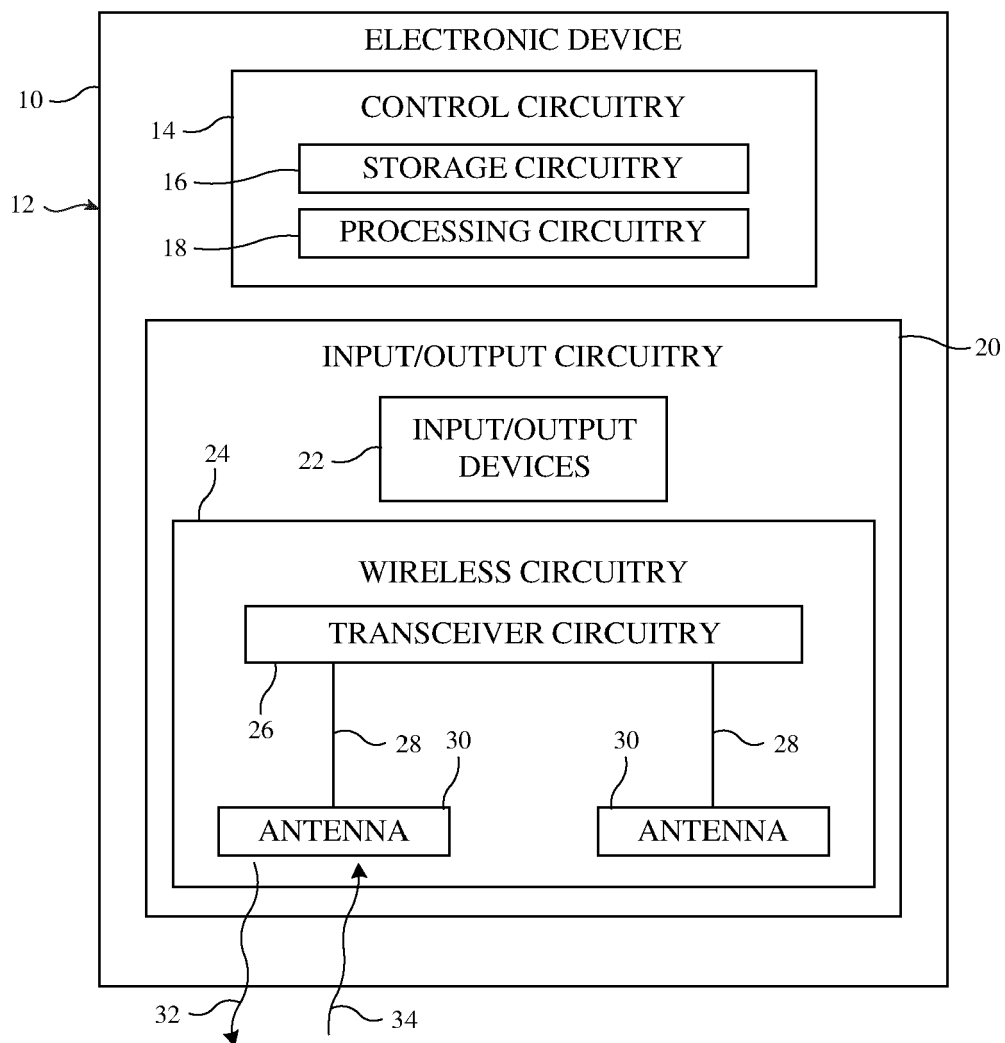 ELECTRONIC DEVICE
10
CONTROL CIRCUITRY
14
STORAGE CIRCUITRY
16
12
PROCESSING CIRCUITRY
18
INPUT/OUTPUT CIRCUITRY
20
INPUT/OUTPUT
DEVICES
22
24
WIRELESS CIRCUITRY
TRANSCEIVER CIRCUITRY
26
28
30
30
28
ANTENNA
ANTENNA
32
34